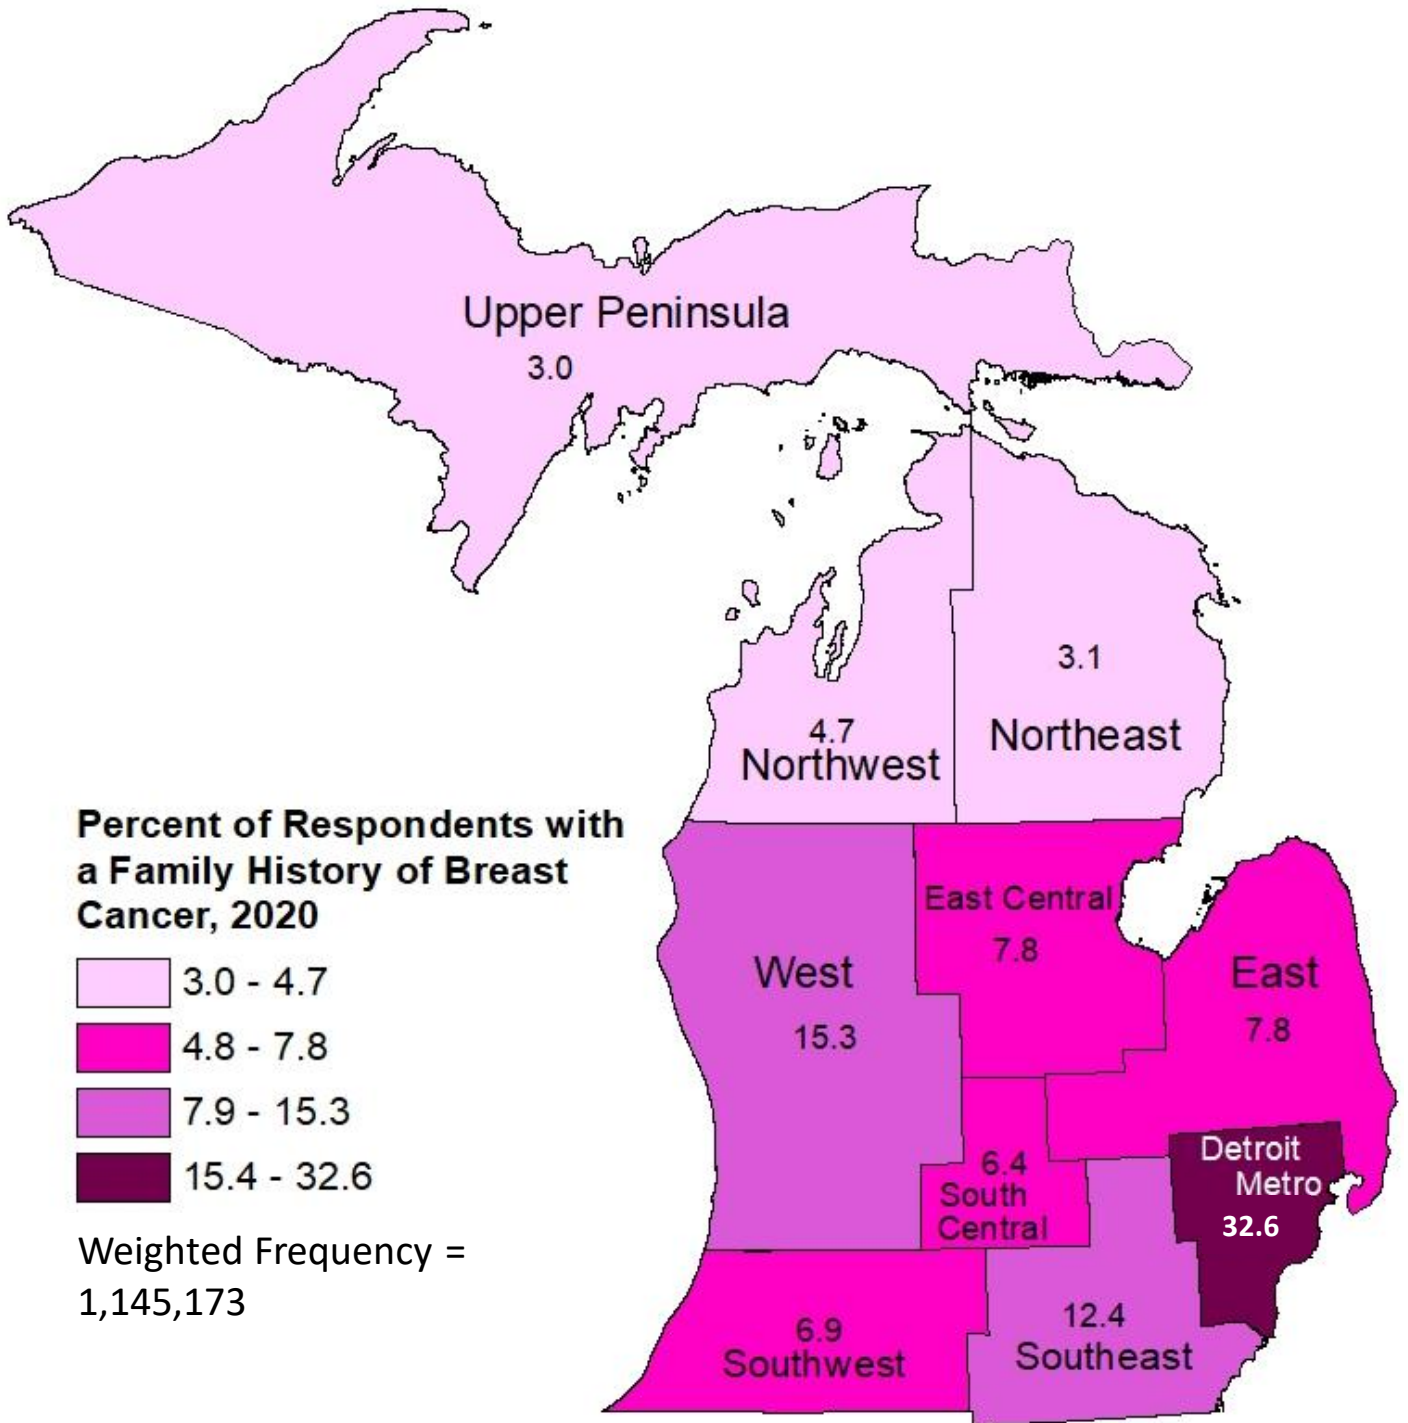 Upper Peninsula
3.0
3.1
Northeast
4.7
Northwest
Percent of Respondents with
a Family History of Breast
Cancer, 2020
3.0 - 4.7
4.8 - 7.8
7.9 - 15.3
15.4 - 32.6
Weighted Frequency =
1,145,173
East Central
7.8
West
15.3
East
7.8
Detroit
Metro
32.6
6.4
South
Central
12.4
Southeast
6.9
Southwest